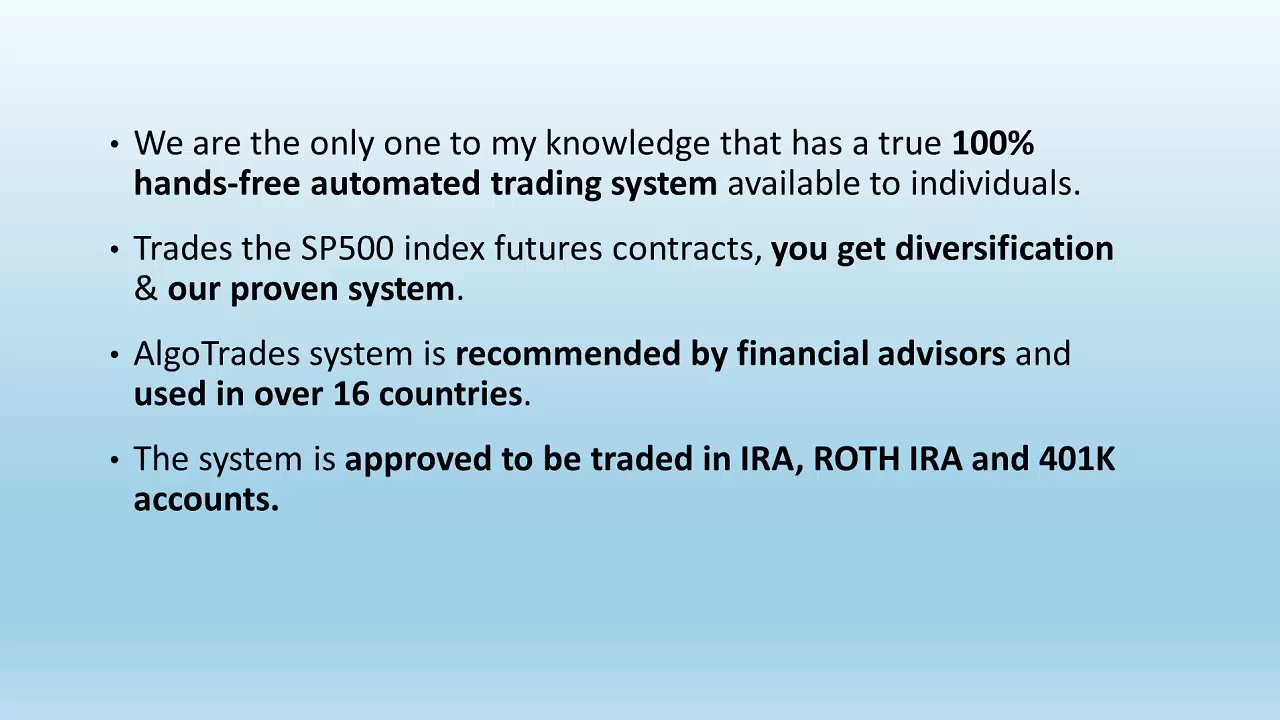 • We are the only one to my knowledge that has a true 100%
hands-free automated trading system available to individuals.
• Trades the SP500 index futures contracts, you get diversification
& our proven system.
• AlgoTrades system is recommended by financial advisors and
used in over 16 countries.
• The system is approved to be traded in IRA, ROTH IRA and 401K
accounts.